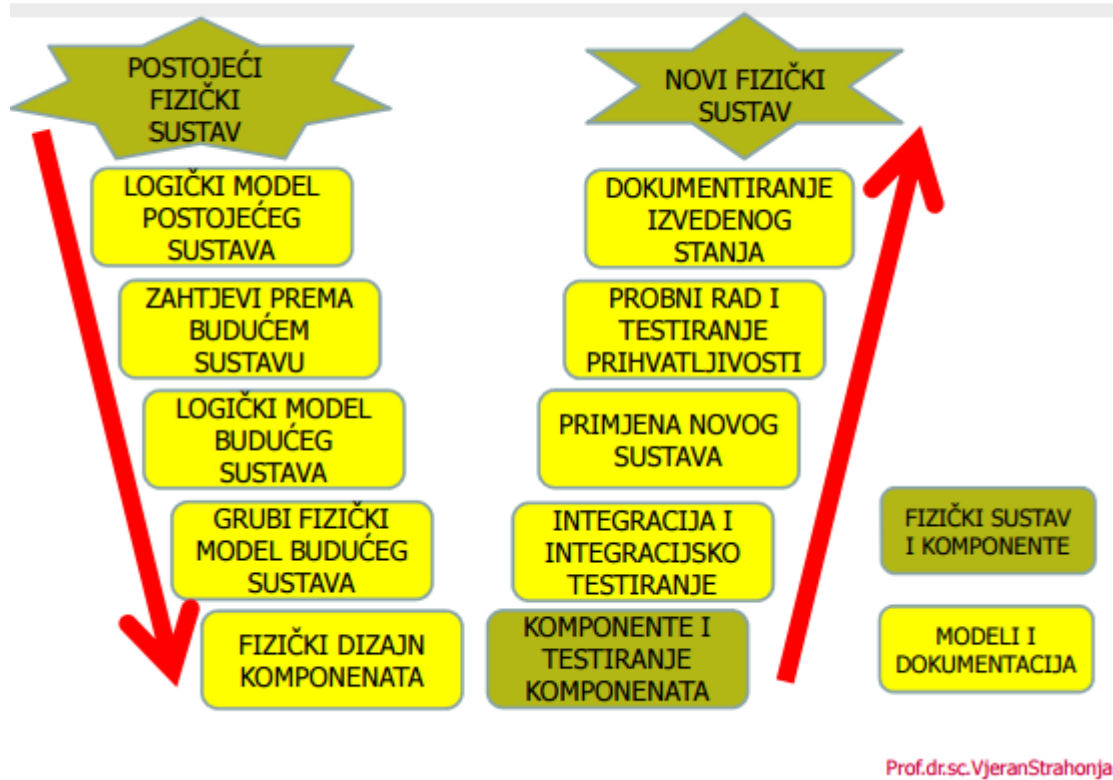 POSTOJEĆI
FIZIČKI
SUSTAV
LOGIČKI MODEL
POSTOJEĆEG
SUSTAVA
ZAHTJEVI PREMA
BUDUĆEM
SUSTAVU
LOGIČKI MODEL
BUDUĆEG
SUSTAVA
GRUBI FIZIČKI
MODEL BUDUĆEG
SUSTAVA
FIZIČKI DIZAJN
KOMPONENATA
NOVI FIZIČKI
SUSTAV
DOKUMENTIRANJE
IZVEDENOG
STANJA
PROBNI RAD I
TESTIRANJE
PRIHVATLJIVOSTI
PRIMJENA NOVOG
SUSTAVA
INTEGRACIJA I
INTEGRACIJSKO
TESTIRANJE
KOMPONENTE I
TESTIRANJE
KOMPONENATA
FIZIČKI SUSTAV
I KOMPONENTE
MODELI I
DOKUMENTACIJA
Prof.dr.sc.VjeranStrahonja